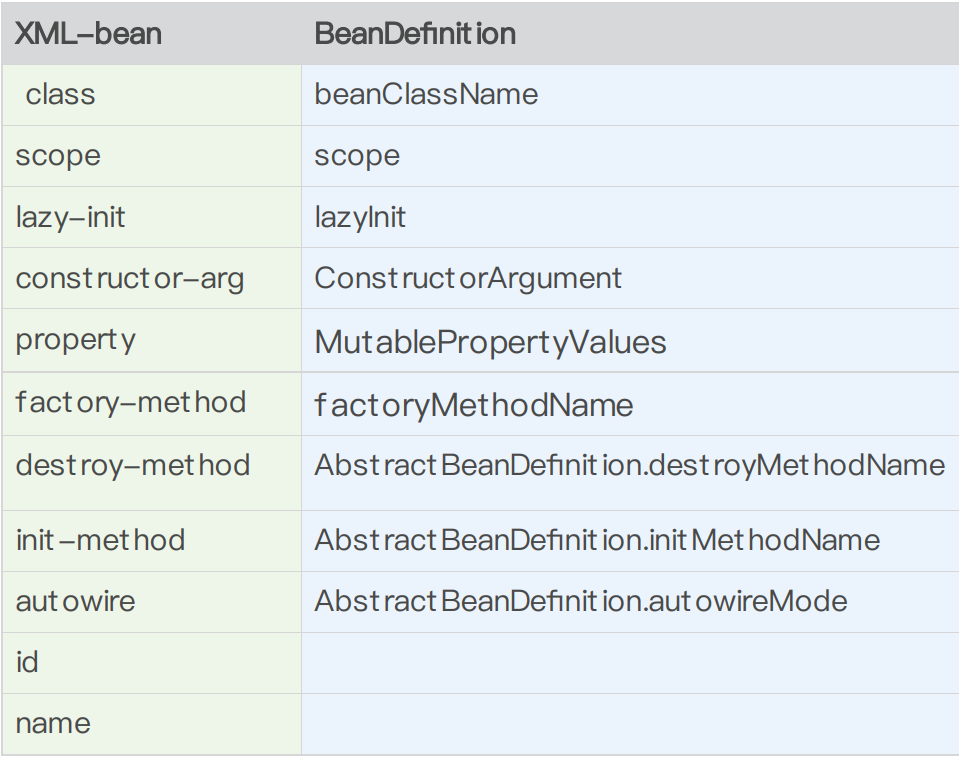 XML-bean BeanDefinition
class beanClassName
scope scope
lazy-init lazyInit
constructor-arg ConstructorArgument
property MutablePropertyValues
factory-method factoryMethodName
destroy-method AbstractBeanDefinition.destroyMethodName
init-method AbstractBeanDefinition.initMethodName
autowire AbstractBeanDefinition.autowireMode
id
name